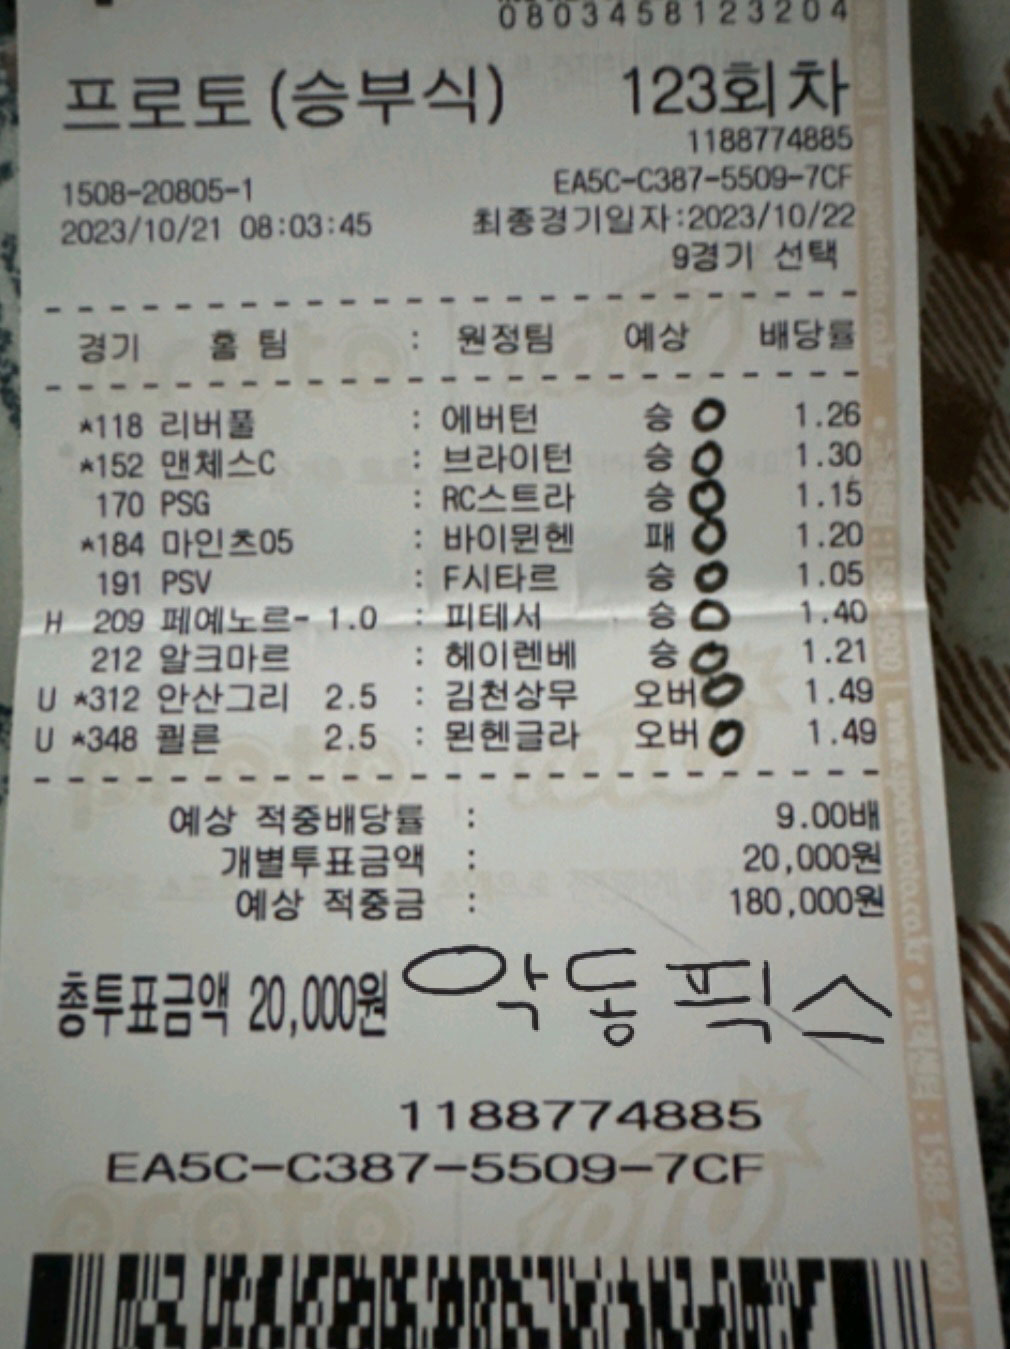 0803458123204
프로토(승부식) 123회차
1188774885
1508-20805-1 EA5C-C387-5509-7CF
2023/10/21 08:03:45 최종경기일자:2023/10/22
9경기 선택
경기 홈팀 : 원정팀 예상 배당률
*118 리버풀 : 에버턴 승 1.26
*152 맨체스C : 브라이턴 승 1.30
170 PSG : RC스트라 승 1.15
*184 마인츠05 : 바이뮌헨 패 1.20
191 PSV : F시타르 승 1.05
H 209 페예노르- 1.0 : 피테서 승 1.40
212 알크마르 : 헤이렌베 승 1.21
U *312 안산그리 2.5 : 김천상무 오버 1.49
U *348 쾰른 2.5 : 묀헨글라 오버 1.49
예상 적중배당률 : 9.00배
개별투표금액 : 20,000원
예상 적중금 : 180,000원
총투표금액 20,000원 악동픽스
1188774885
EA5C-C387-5509-7CF